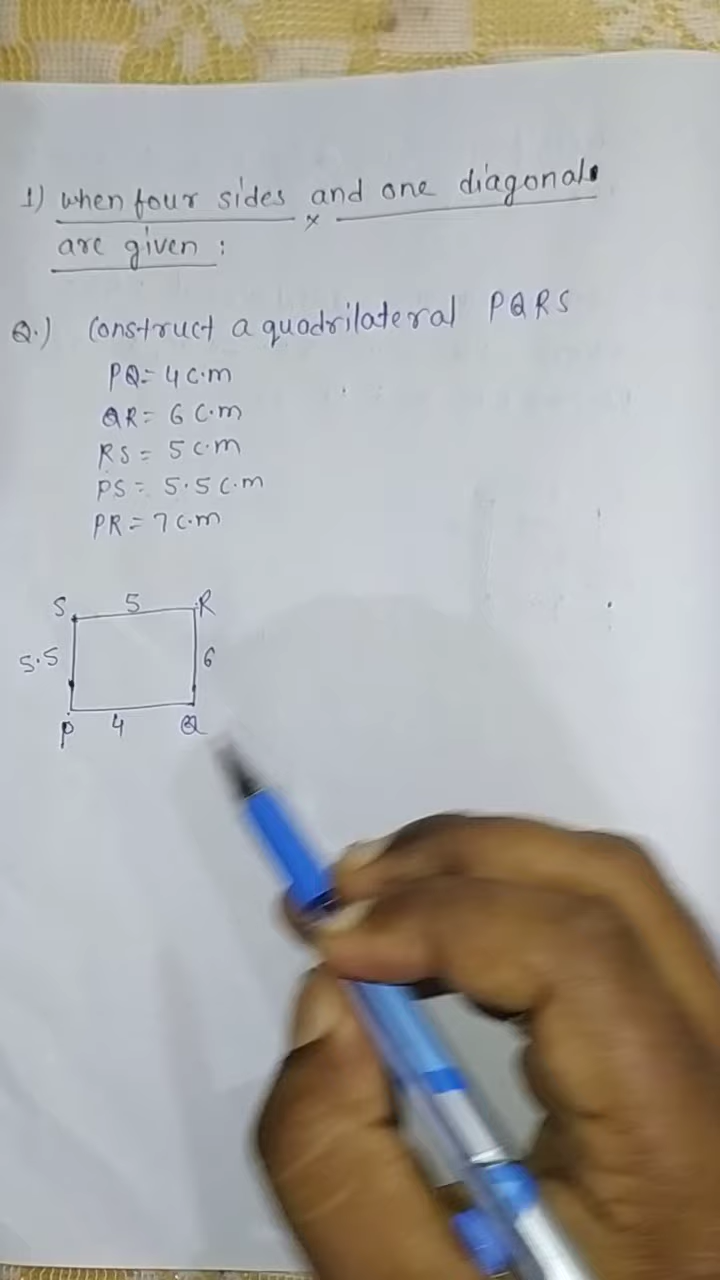 1) when four sides and one diagonal
are given :
Q.) Construct a quadrilateral PQRS
PQ = 4 c.m
QR = 6 c.m
RS = 5 c.m
PS = 5.5 c.m
PR = 7 c.m
S 5 R
5.5 6
P 4 Q